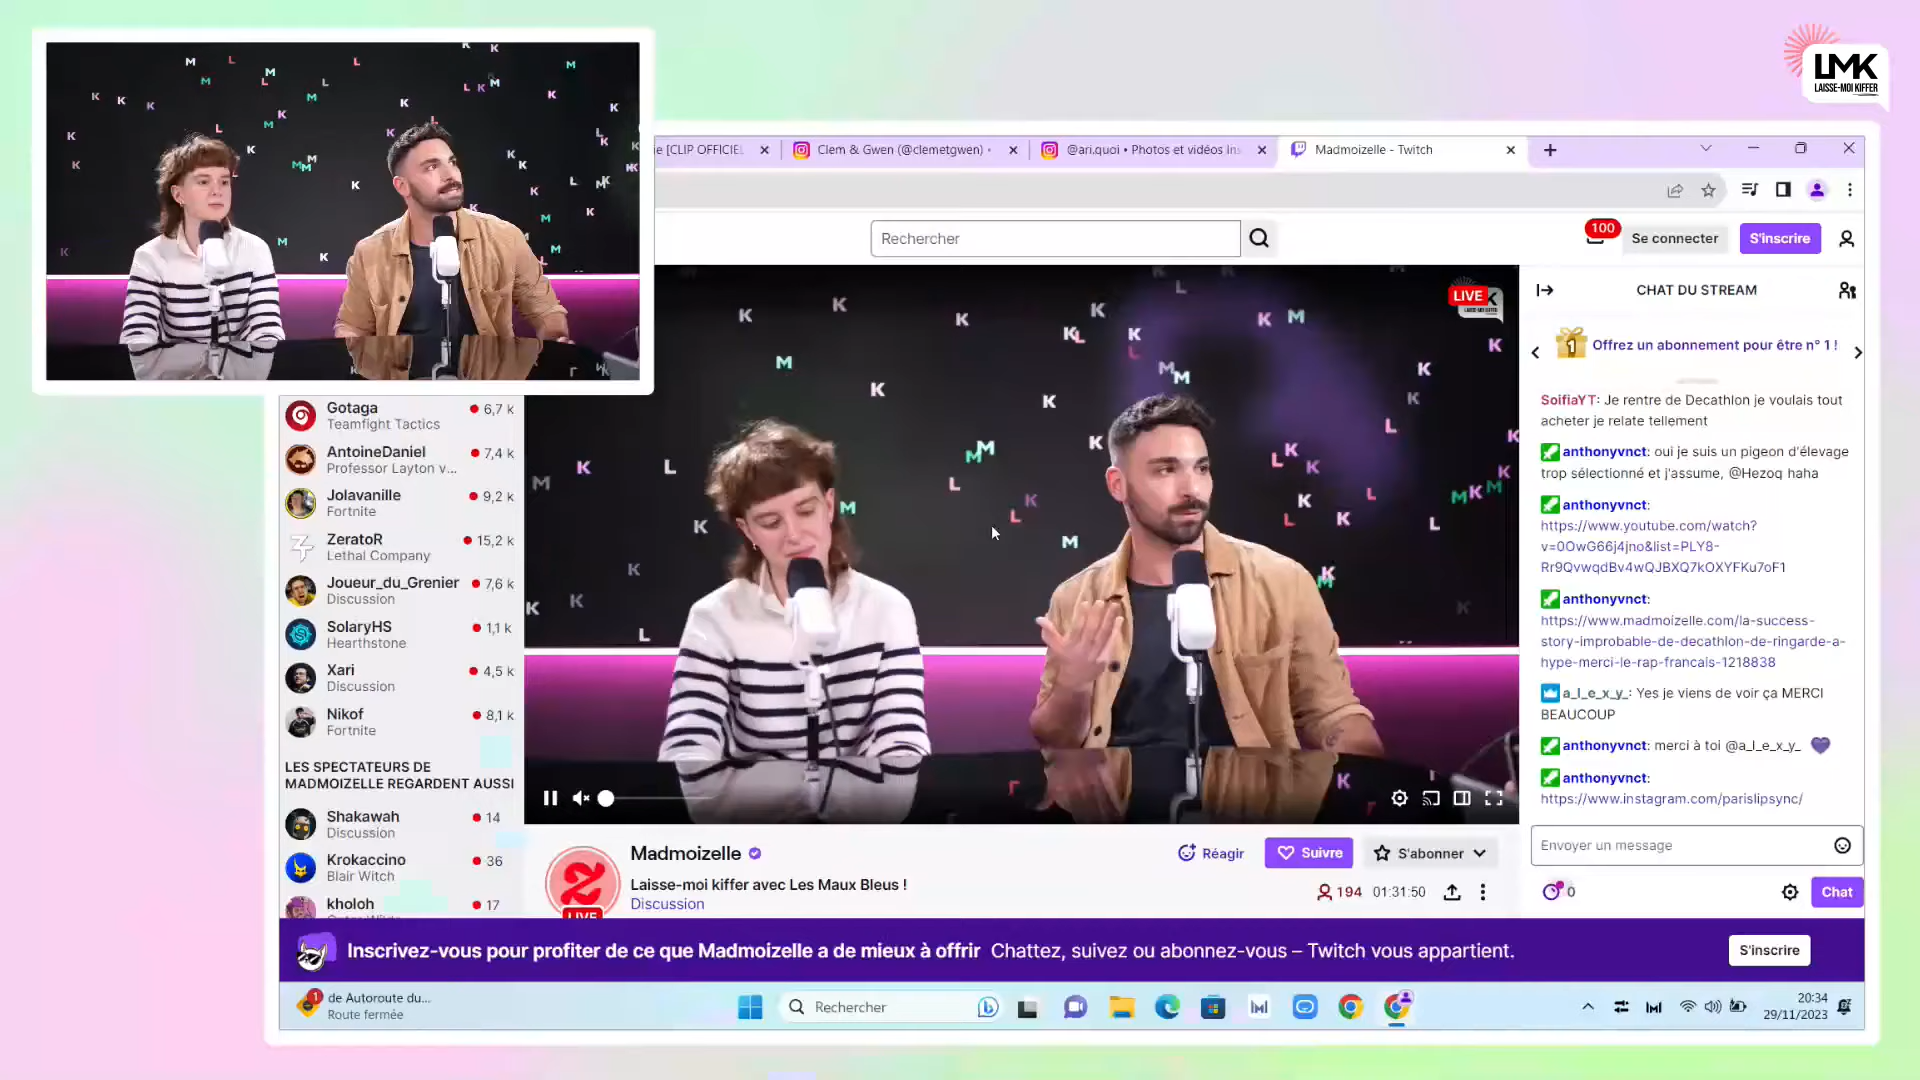 LMK
LAISSE-MOI KIFFER
ie [CLIP OFFICIEL
Clem & Gwen (@clemetgwen) •
@ari.quoi • Photos et vidéos Ins
Madmoizelle - Twitch
Rechercher
100
Se connecter
S'inscrire
LIVE
Gotaga
6,7 k
Teamfight Tactics
AntoineDaniel
7,4 k
Professor Layton v...
Jolavanille
9,2 k
Fortnite
ZeratoR
15,2 k
Lethal Company
Joueur_du_Grenier
7,6 k
Discussion
SolaryHS
1,1 k
Hearthstone
Xari
4,5 k
Discussion
Nikof
8,1 k
Fortnite
LES SPECTATEURS DE
MADMOIZELLE REGARDENT AUSSI
Shakawah
14
Discussion
Krokaccino
36
Blair Witch
kholoh
17
CHAT DU STREAM
1
Offrez un abonnement pour être n° 1 !
SoifiaYT: Je rentre de Decathlon je voulais tout
acheter je relate tellement
anthonyvnct: oui je suis un pigeon d'élevage
trop sélectionné et j'assume, @Hezoq haha
anthonyvnct:
https://www.youtube.com/watch?
v=0OwG66j4jno&list=PLY8-
Rr9QvwqdBv4wQJBXQ7kOXYFKu7oF1
anthonyvnct:
https://www.madmoizelle.com/la-success-
story-improbable-de-decathlon-de-ringarde-a-
hype-merci-le-rap-francais-1218838
a_l_e_x_y_: Yes je viens de voir ça MERCI
BEAUCOUP
anthonyvnct: merci à toi @a_l_e_x_y_
anthonyvnct:
https://www.instagram.com/parislipsync/
Envoyer un message
0
Chat
LIVE
Madmoizelle
Réagir
Suivre
S'abonner
Laisse-moi kiffer avec Les Maux Bleus !
Discussion
194
01:31:50
Inscrivez-vous pour profiter de ce que Madmoizelle a de mieux à offrir Chattez, suivez ou abonnez-vous – Twitch vous appartient.
S'inscrire
1
de Autoroute du...
Route fermée
Rechercher
20:34
29/11/2023